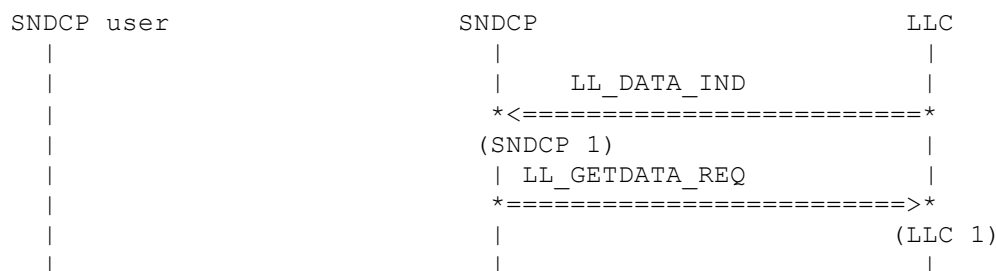 SNDCP user SNDCP LLC
| | |
| | LL_DATA_IND |
| *<=========================*
| (SNDCP 1) |
| | LL_GETDATA_REQ |
| *=========================>*
| | (LLC 1)
| | |